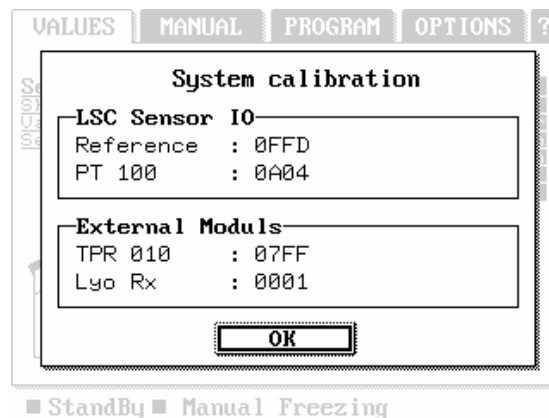 VALUES MANUAL PROGRAM OPTIONS ?
System calibration
LSC Sensor IO
Reference : 0FFD
PT 100 : 0A04
External Moduls
TPR 010 : 07FF
Lyo Rx : 0001
OK
StandBy Manual Freezing